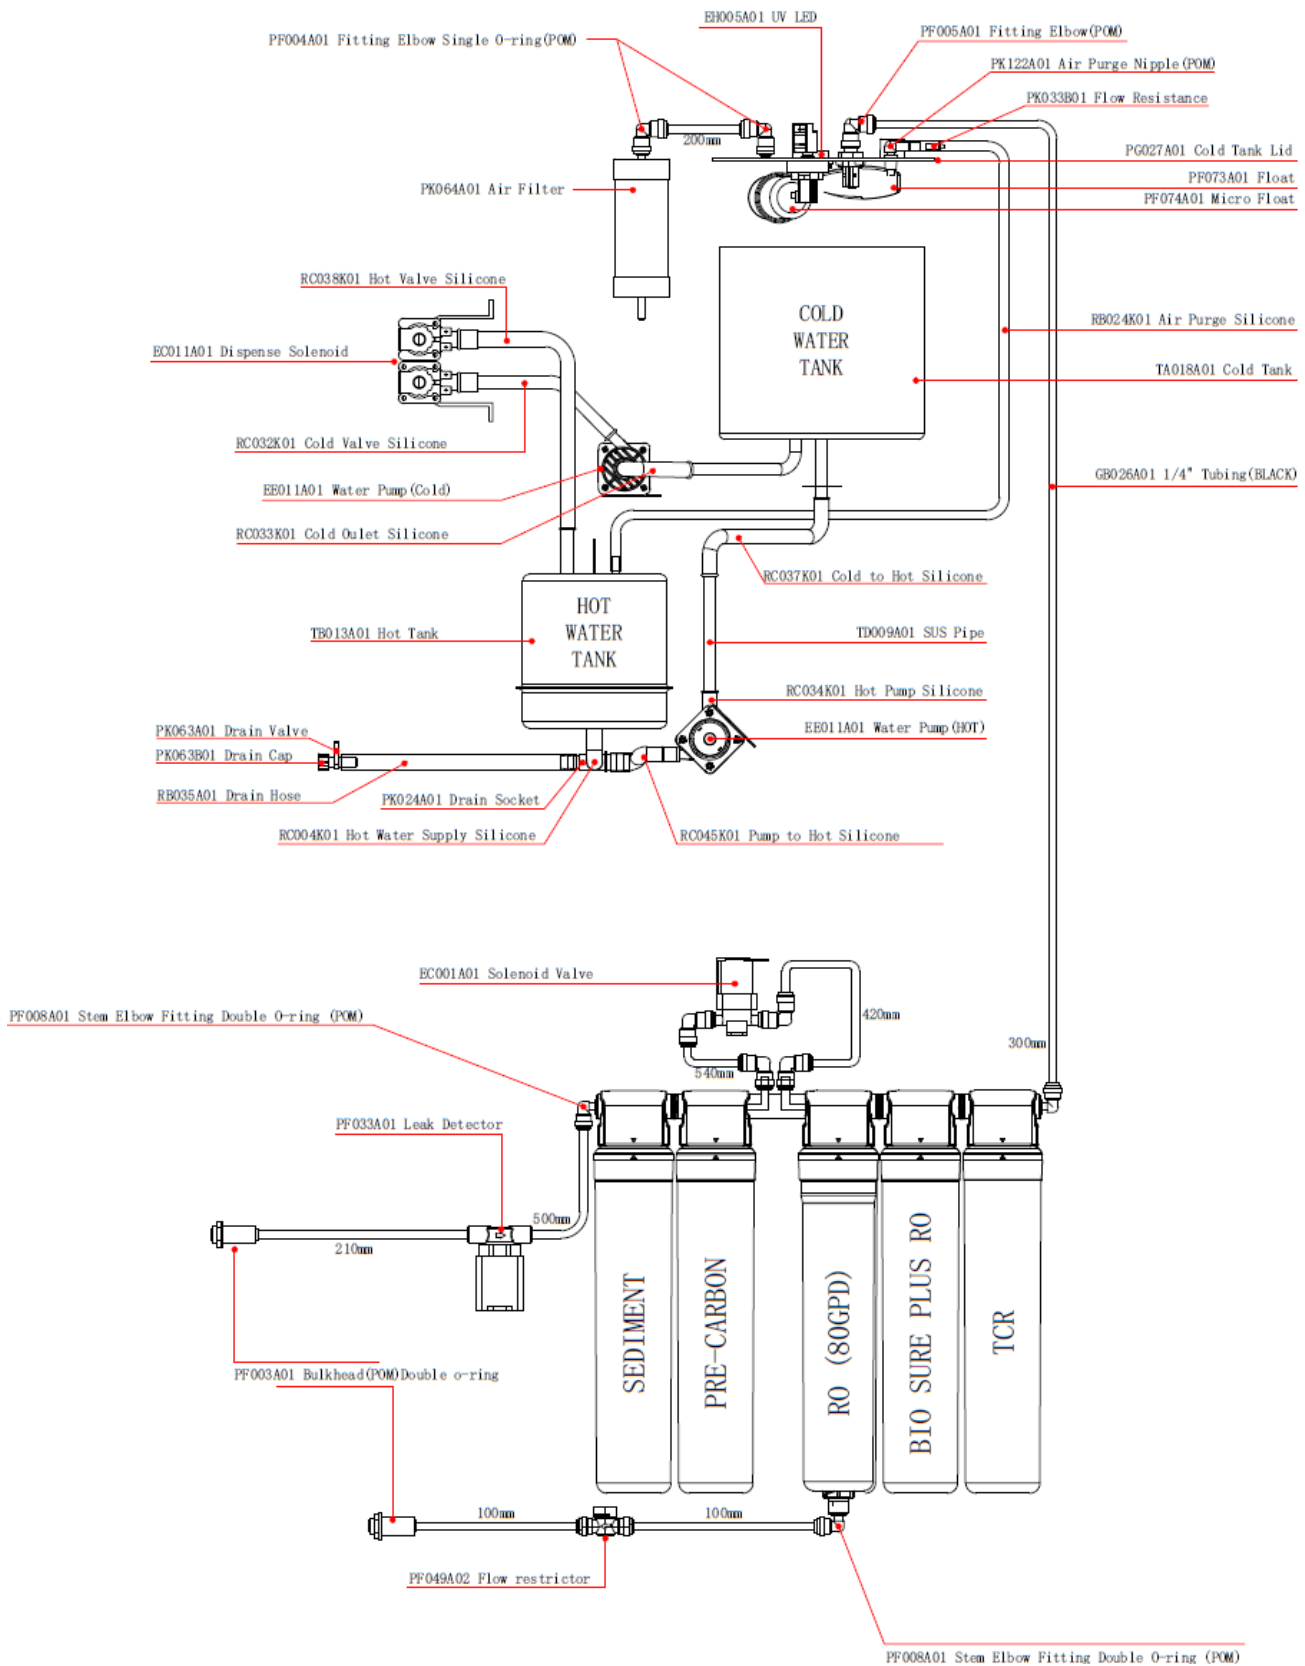 EH005A01 UV LED
PF004A01 Fitting Elbow Single O-ring(POM)
PF005A01 Fitting Elbow(POM)
PK122A01 Air Purge Nipple(POM)
PK033B01 Flow Resistance
200mm
PG027A01 Cold Tank Lid
PF073A01 Float
PK064A01 Air Filter
PF074A01 Micro Float
RC038K01 Hot Valve Silicone
COLD
WATER
TANK
RB024K01 Air Purge Silicone
EC011A01 Dispense Solenoid
TA018A01 Cold Tank
RC032K01 Cold Valve Silicone
GB026A01 1/4" Tubing(BLACK)
EE011A01 Water Pump(Cold)
RC033K01 Cold Oulet Silicone
RC037K01 Cold to Hot Silicone
HOT
WATER
TANK
TB013A01 Hot Tank
TD009A01 SUS Pipe
RC034K01 Hot Pump Silicone
PK063A01 Drain Valve
EE011A01 Water Pump(HOT)
PK063B01 Drain Cap
RB035A01 Drain Hose
PK024A01 Drain Socket
RC004K01 Hot Water Supply Silicone
RC045K01 Pump to Hot Silicone
EC001A01 Solenoid Valve
PF008A01 Stem Elbow Fitting Double O-ring (POM)
420mm
300mm
540mm
PF033A01 Leak Detector
500mm
210mm
SEDIMENT
PRE-CARBON
RO (80GPD)
BIO SURE PLUS RO
TCR
PF003A01 Bulkhead(POM)Double o-ring
100mm
100mm
PF049A02 Flow restrictor
PF008A01 Stem Elbow Fitting Double O-ring (POM)